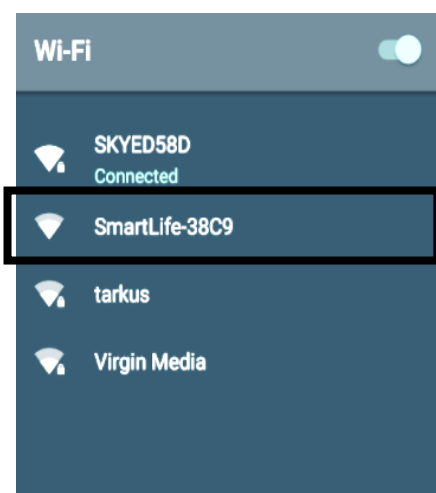 Wi-Fi
SKYED58D
Connected
SmartLife-38C9
tarkus
Virgin Media